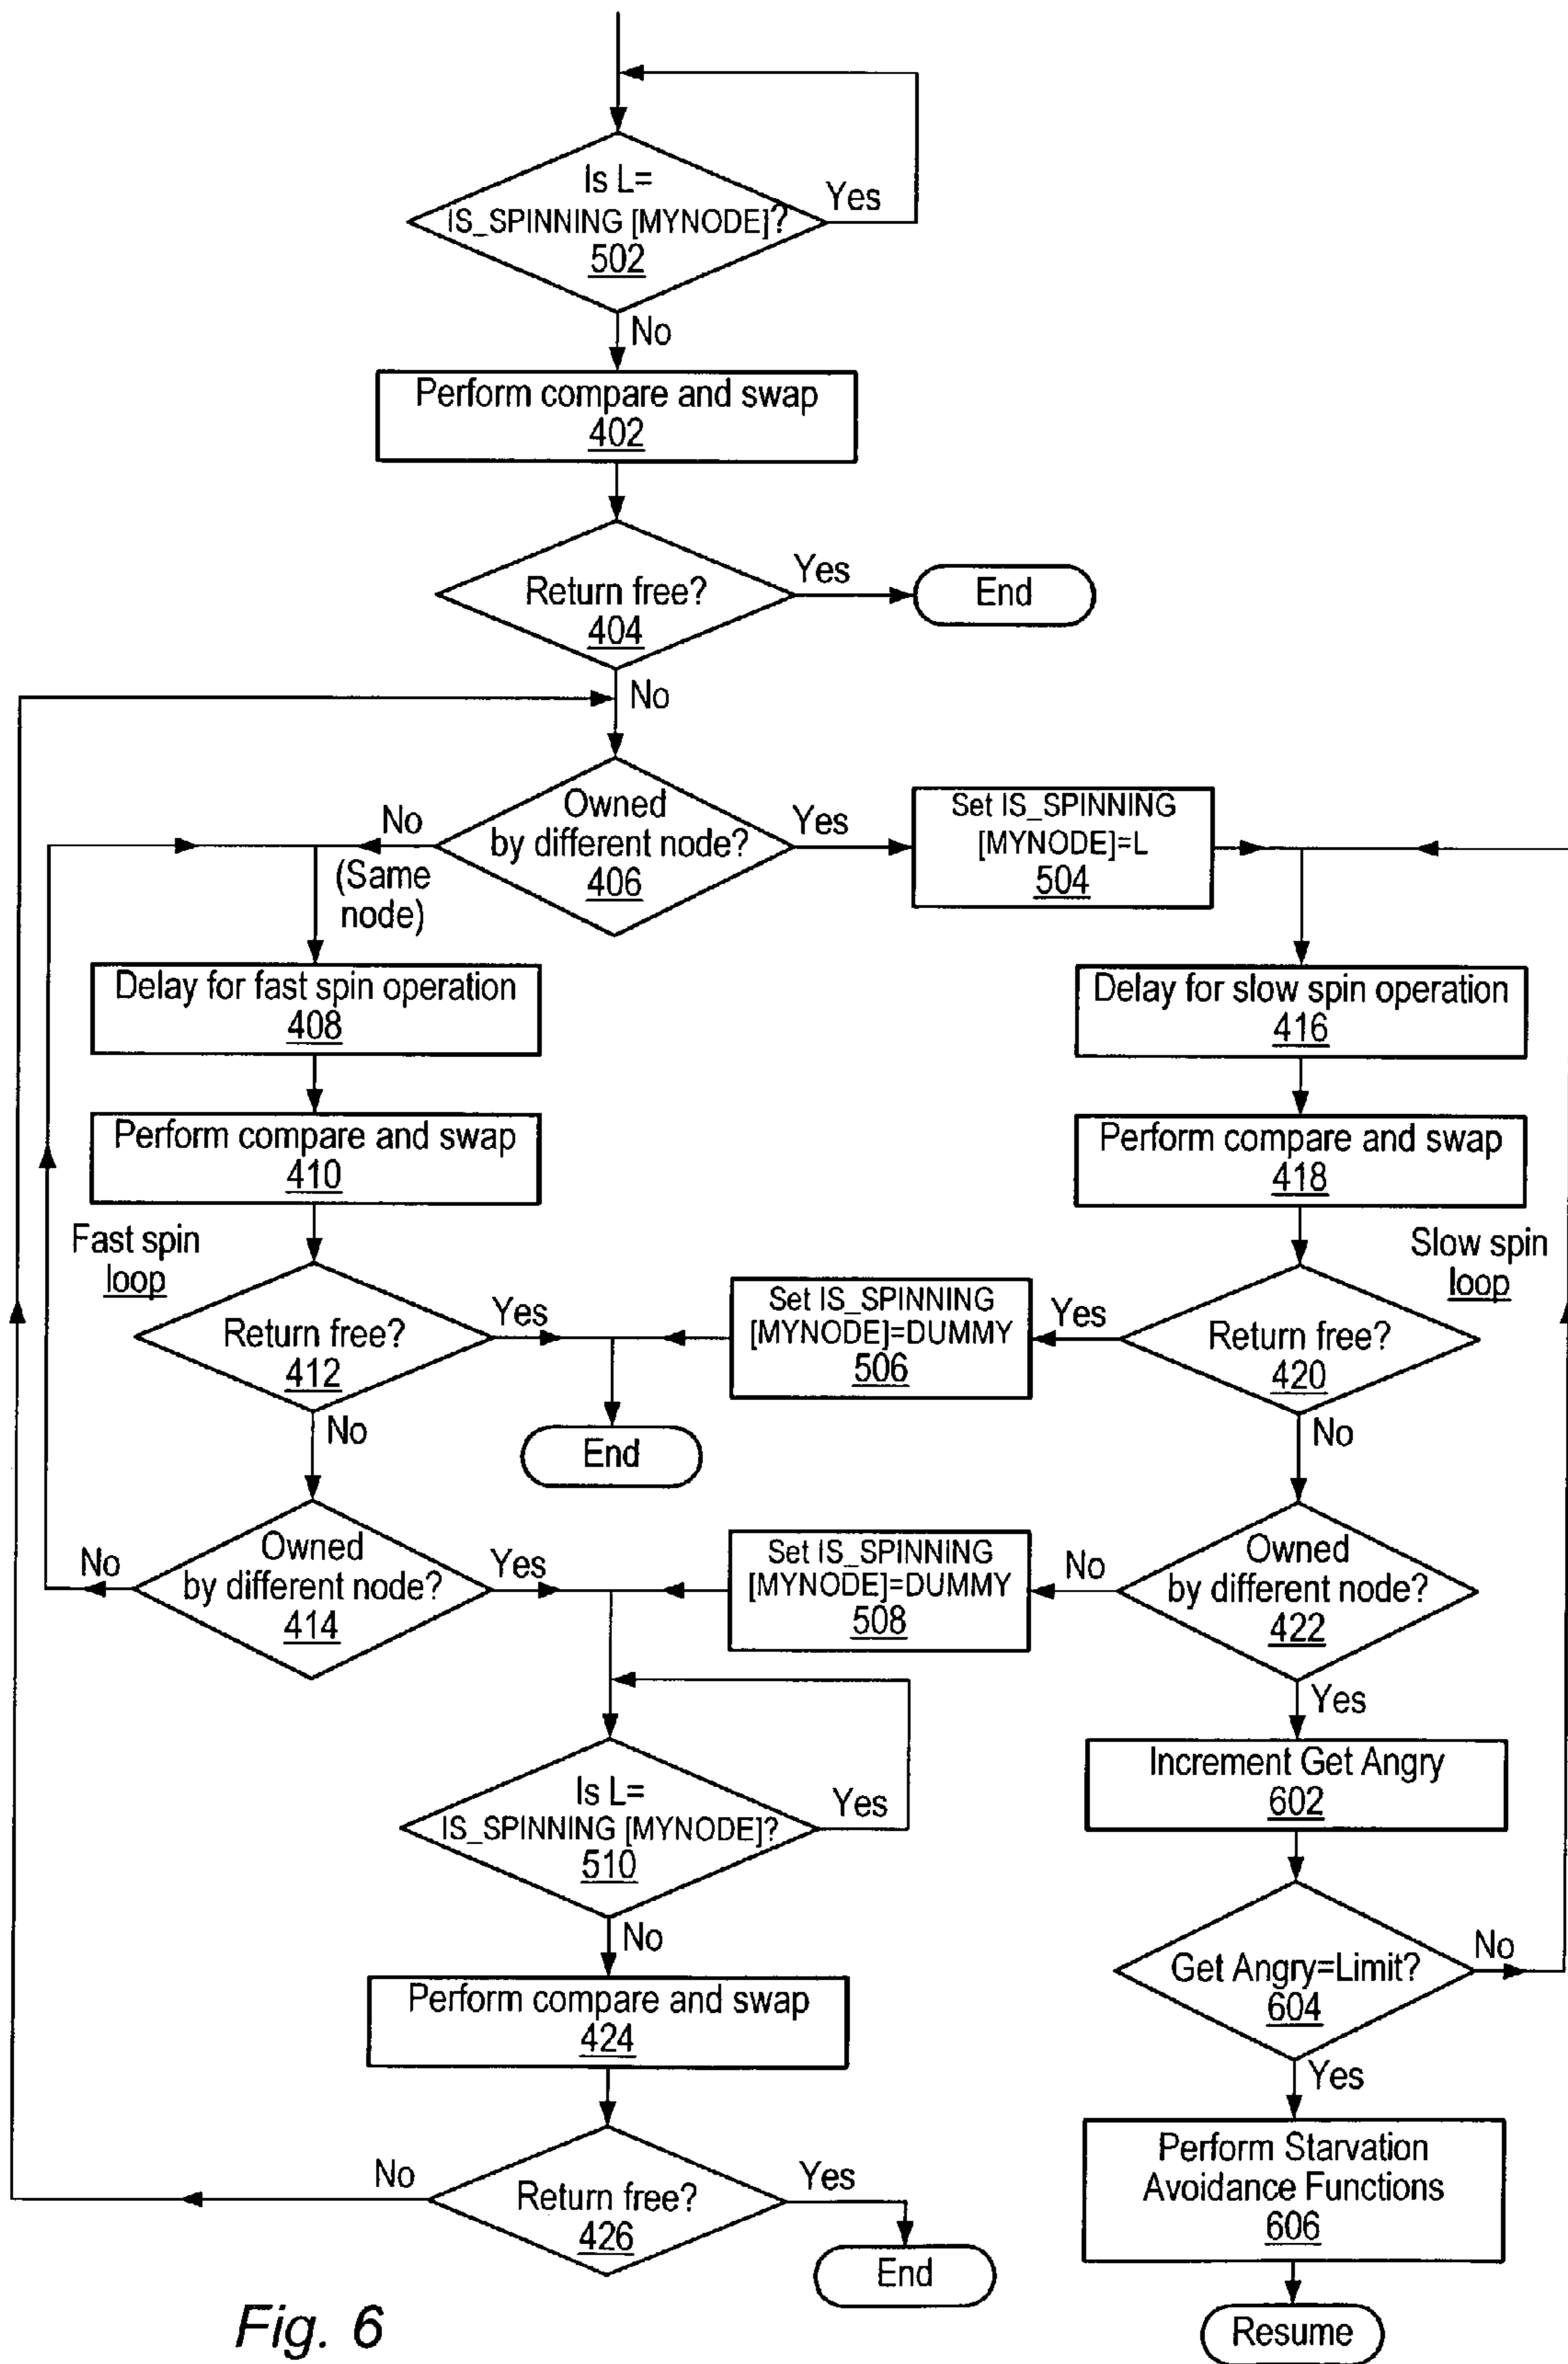 Is L=
IS_SPINNING [MYNODE]?
502
Yes
No
Perform compare and swap
402
Return free?
404
Yes
End
No
Owned
by different node?
406
No
(Same
node)
Yes
Set IS_SPINNING
[MYNODE]=L
504
Delay for fast spin operation
408
Delay for slow spin operation
416
Perform compare and swap
410
Perform compare and swap
418
Fast spin
loop
Slow spin
loop
Return free?
412
Yes
Set IS_SPINNING
[MYNODE]=DUMMY
506
Yes
Return free?
420
No
End
No
Owned
by different node?
414
No
Yes
Set IS_SPINNING
[MYNODE]=DUMMY
508
No
Owned
by different node?
422
Yes
Is L=
IS_SPINNING [MYNODE]?
510
Yes
No
Increment Get Angry
602
Get Angry=Limit?
604
No
Yes
Perform compare and swap
424
Return free?
426
No
Yes
End
Perform Starvation
Avoidance Functions
606
Resume
Fig. 6